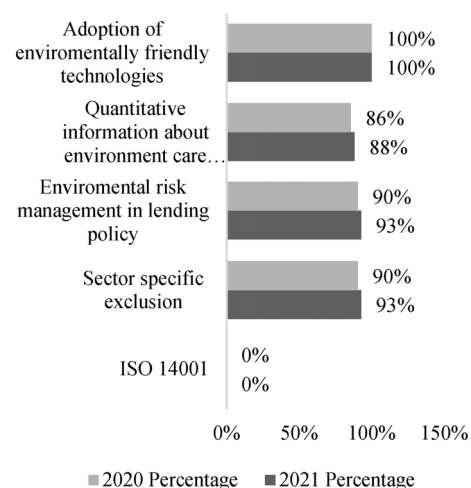 Adoption of
enviromentally friendly
technologies
100%
100%
Quantitative
information about
environment care…
86%
88%
Enviromental risk
management in lending
policy
90%
93%
Sector specific
exclusion
90%
93%
ISO 14001
0%
0%
0% 50% 100% 150%
2020 Percentage 2021 Percentage